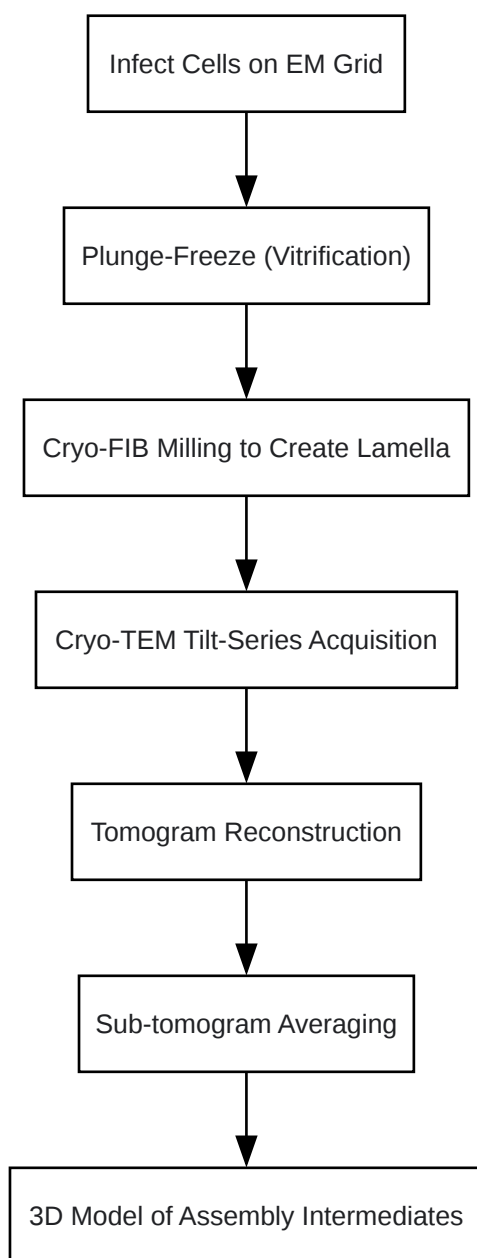 Infect Cells on EM Grid
Plunge-Freeze (Vitrification)
Cryo-FIB Milling to Create Lamella
Cryo-TEM Tilt-Series Acquisition
Tomogram Reconstruction
Sub-tomogram Averaging
3D Model of Assembly Intermediates